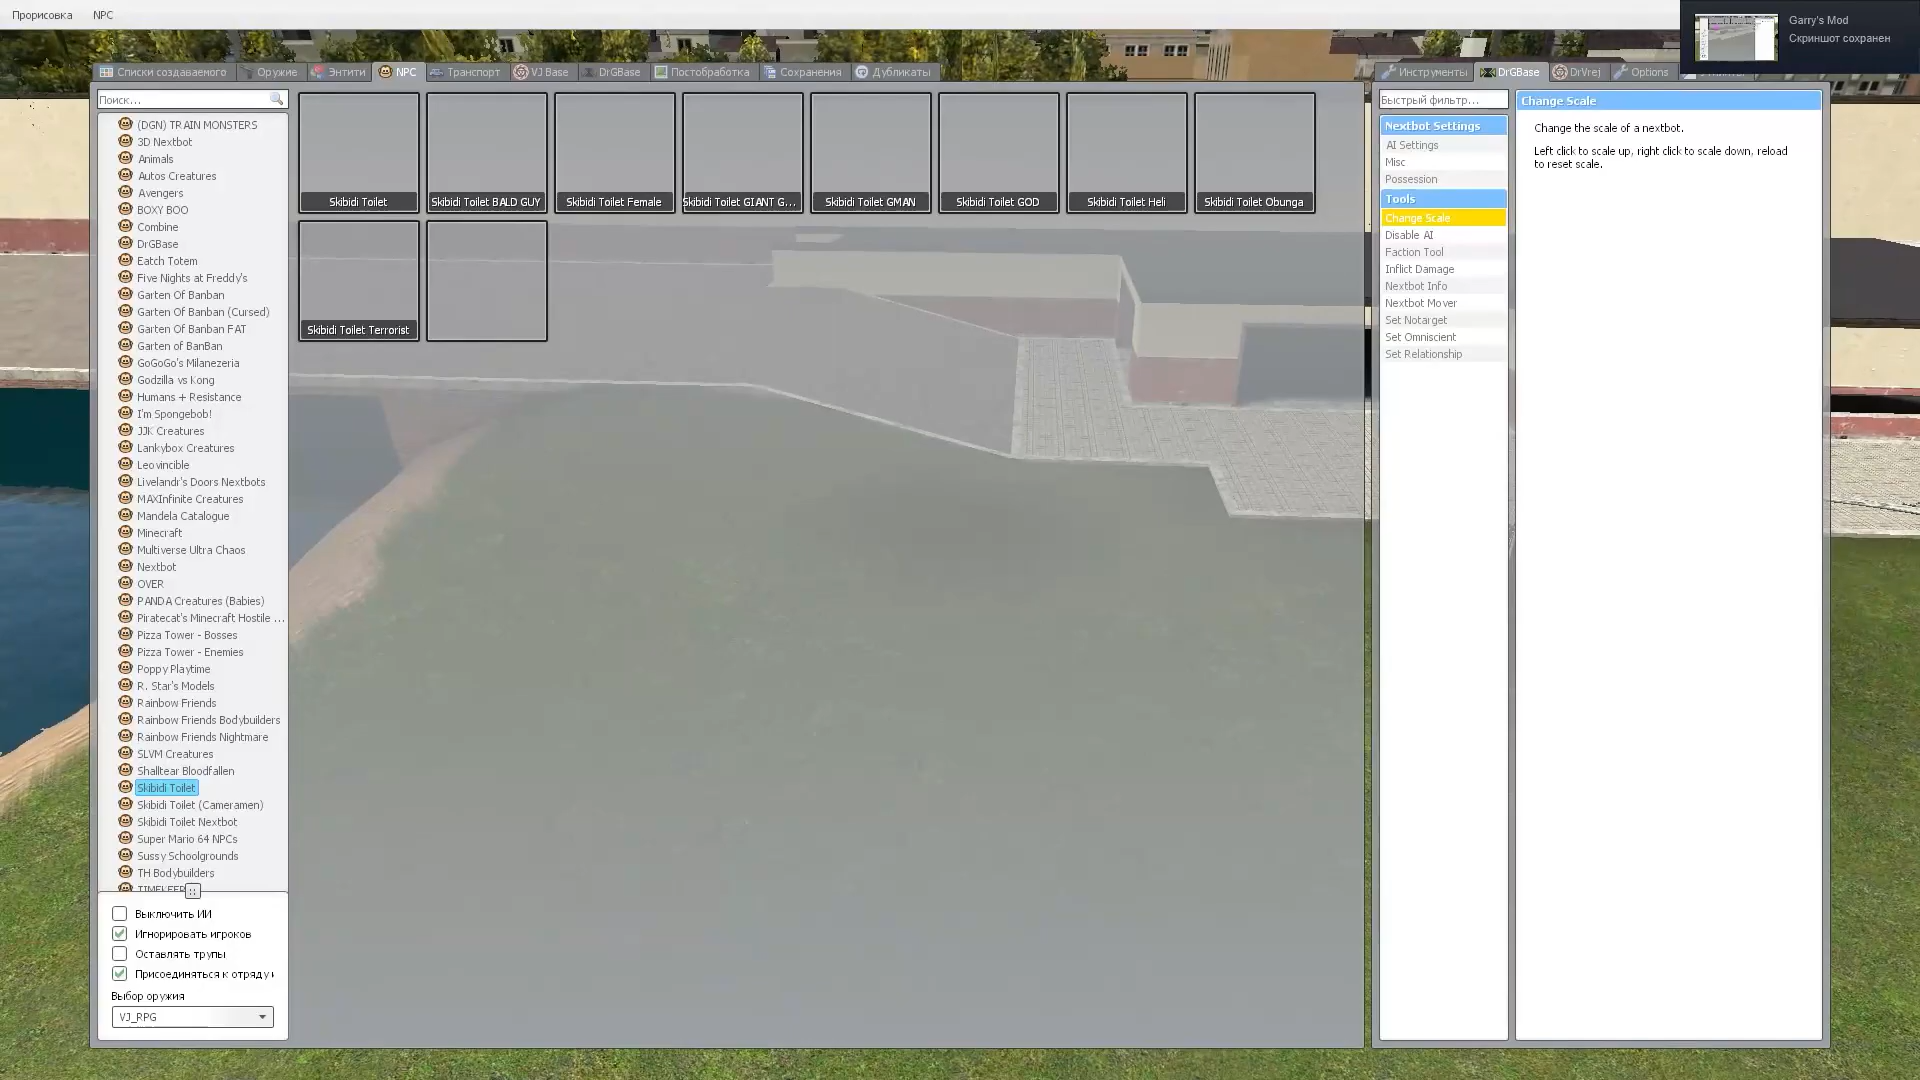 Прорисовка NPC
Garry's Mod
Скриншот сохранен
Списки создаваемого Оружие Энтити NPC Транспорт VJ Base DrGBase Постобработка Сохранения Дубликаты
Инструменты DrGBase DrVrej Options
Поиск...
(DGN) TRAIN MONSTERS
3D Nextbot
Animals
Autos Creatures
Avengers
BOXY BOO
Combine
DrGBase
Eatch Totem
Five Nights at Freddy's
Garten Of Banban
Garten Of Banban (Cursed)
Garten Of Banban FAT
Garten of BanBan
GoGoGo's Milanezeria
Godzilla vs Kong
Humans + Resistance
I'm Spongebob!
JJK Creatures
Lankybox Creatures
Leovincible
Livelandr's Doors Nextbots
MAXInfinite Creatures
Mandela Catalogue
Minecraft
Multiverse Ultra Chaos
Nextbot
OVER
PANDA Creatures (Babies)
Piratecat's Minecraft Hostile ...
Pizza Tower - Bosses
Pizza Tower - Enemies
Poppy Playtime
R. Star's Models
Rainbow Friends
Rainbow Friends Bodybuilders
Rainbow Friends Nightmare
SLVM Creatures
Shalltear Bloodfallen
Skibidi Toilet
Skibidi Toilet (Cameramen)
Skibidi Toilet Nextbot
Super Mario 64 NPCs
Sussy Schoolgrounds
TH Bodybuilders
Выключить ИИ
Игнорировать игроков
Оставлять трупы
Присоединяться к отряду
Выбор оружия
VJ_RPG
Skibidi Toilet
Skibidi Toilet BALD GUY
Skibidi Toilet Female
Skibidi Toilet GIANT G...
Skibidi Toilet GMAN
Skibidi Toilet GOD
Skibidi Toilet Heli
Skibidi Toilet Obunga
Skibidi Toilet Terrorist
Быстрый фильтр...
Nextbot Settings
AI Settings
Misc
Possession
Tools
Change Scale
Disable AI
Faction Tool
Inflict Damage
Nextbot Info
Nextbot Mover
Set Notarget
Set Omniscient
Set Relationship
Change Scale
Change the scale of a nextbot.
Left click to scale up, right click to scale down, reload
to reset scale.